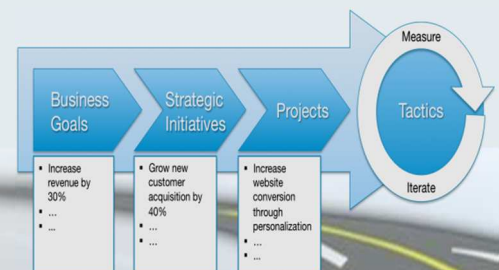 Measure
Business
Goals
Strategic
Initiatives
Projects
Tactics
Iterate
▪ Increase
revenue by
30%
▪ ...
▪ ...
▪ Grow new
customer
acquisition by
40%
▪ ...
▪ ...
▪ Increase
website
conversion
through
personalization
▪ ...
▪ ...